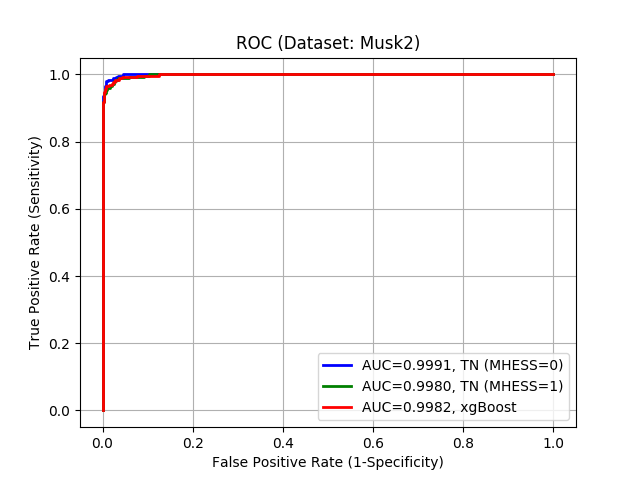 ROC (Dataset: Musk2)
True Positive Rate (Sensitivity)
1.0
0.8
0.6
0.4
0.2
0.0
AUC=0.9991, TN (MHESS=0)
AUC=0.9980, TN (MHESS=1)
AUC=0.9982, xgBoost
0.0 0.2 0.4 0.6 0.8 1.0
False Positive Rate (1-Specificity)